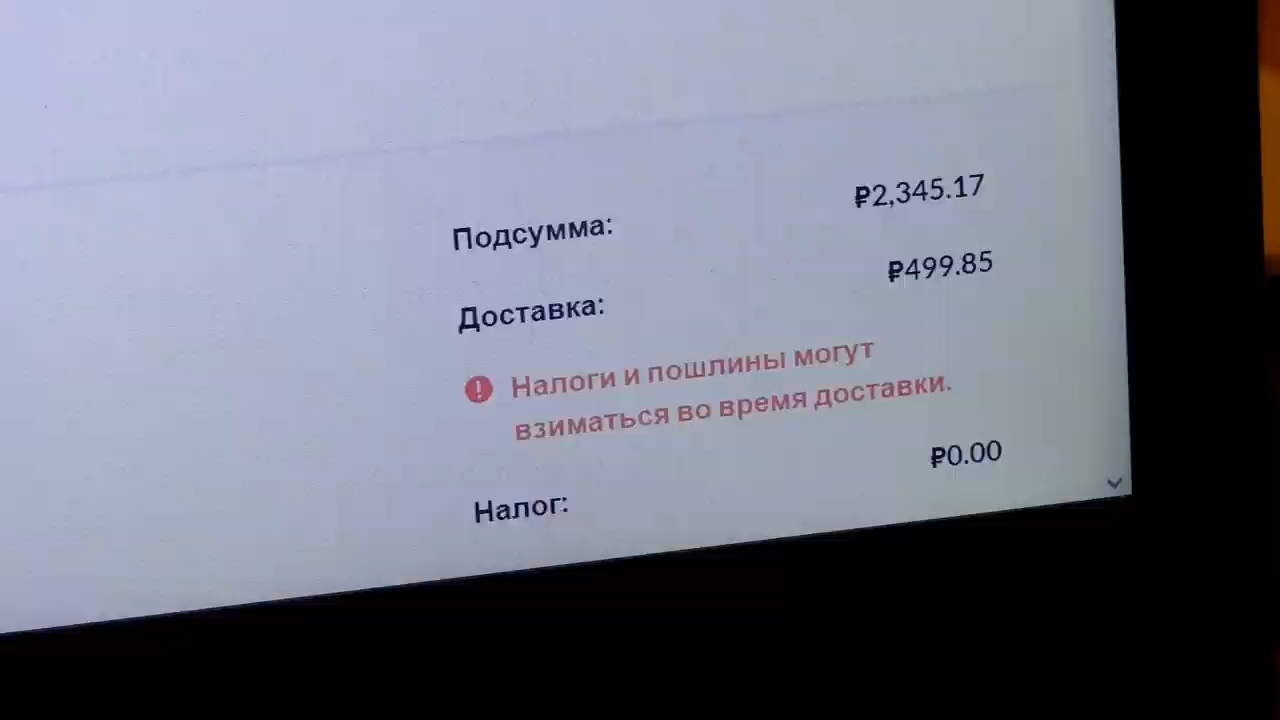 Подсумма: ₽2,345.17
Доставка: ₽499.85
Налоги и пошлины могут
взиматься во время доставки.
Налог: ₽0.00